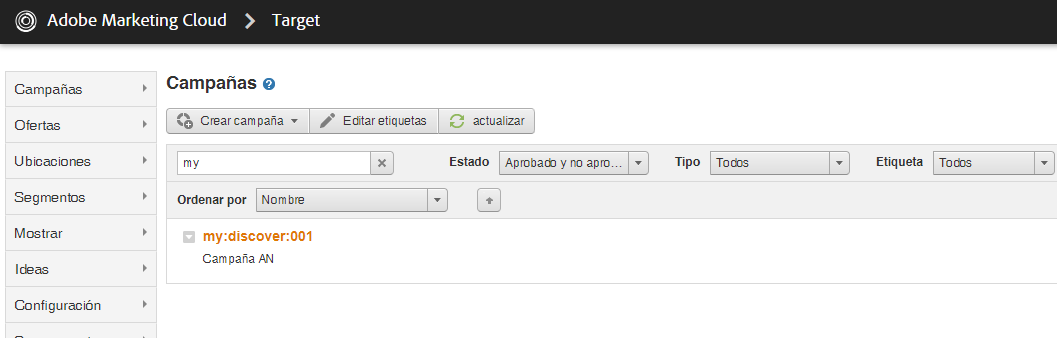 Adobe Marketing Cloud > Target
Campañas
Ofertas
Ubicaciones
Segmentos
Mostrar
Ideas
Configuración
Campañas ?
Crear campaña Editar etiquetas actualizar
my Estado Aprobado y no apro... Tipo Todos Etiqueta Todos
Ordenar por Nombre
my:discover:001
Campaña AN